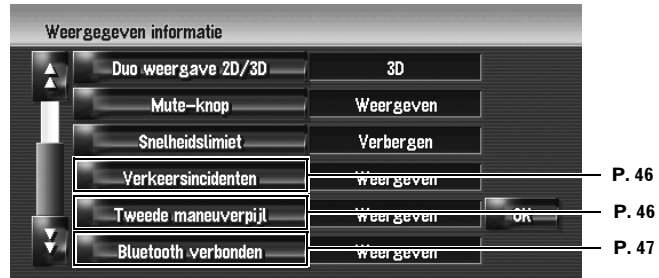 Weergegeven informatie
Duo weergave 2D/3D 3D
Mute-knop Weergeven
Snelheidslimiet Verbergen
Verkeersincidenten Weergeven P. 46
Tweede maneuverpijl Weergeven OK P. 46
Bluetooth verbonden Weergeven P. 47